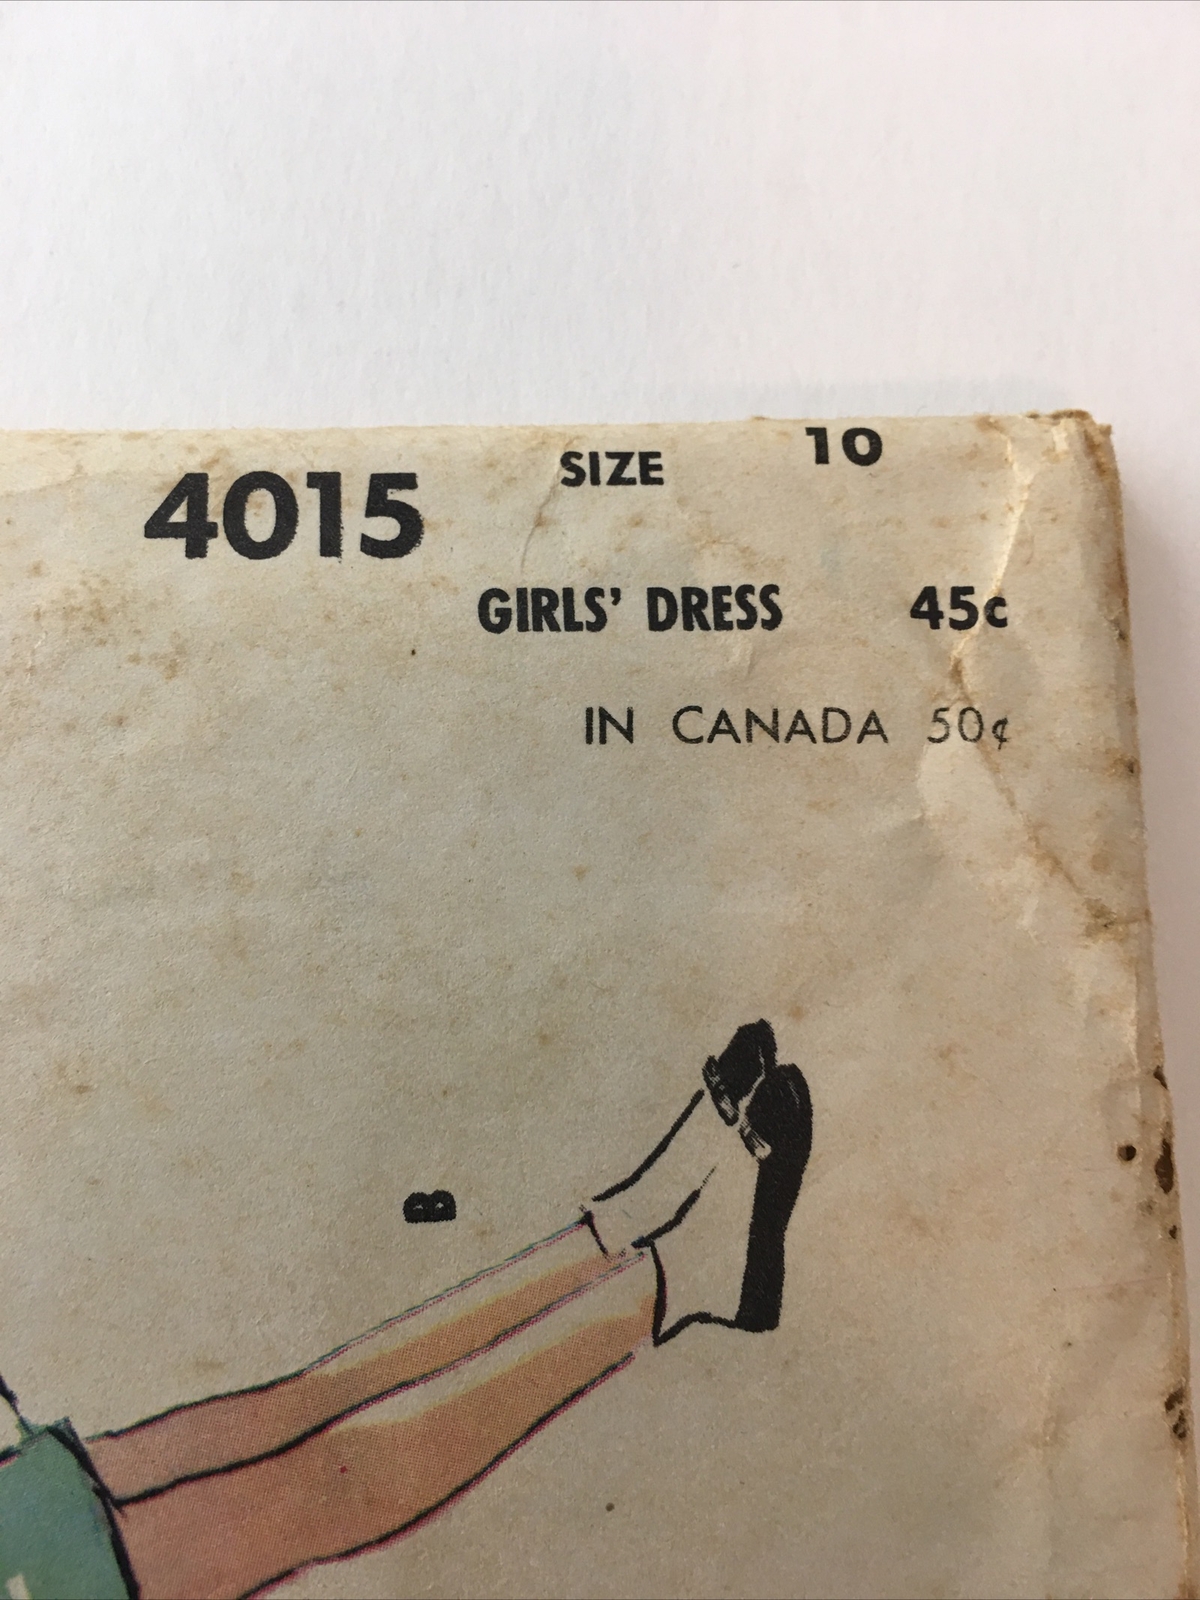 4015 SIZE 10
GIRLS' DRESS 45c
IN CANADA 50¢
B